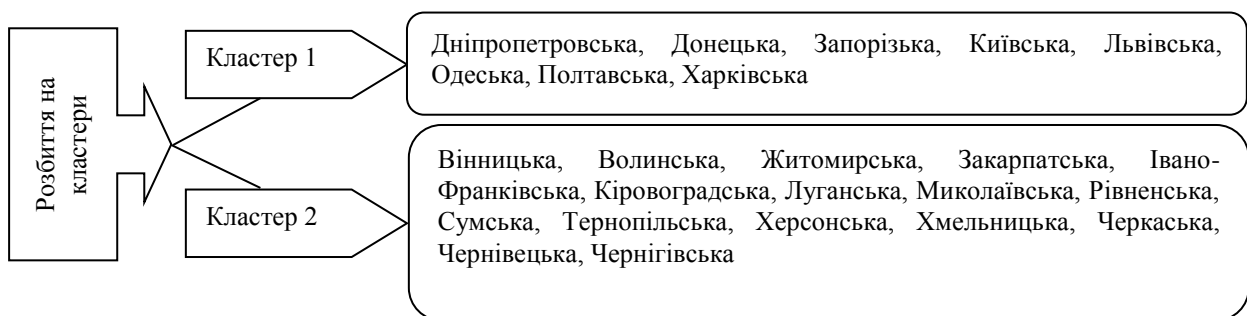 Розбиття на
кластери
Кластер 1
Дніпропетровська, Донецька, Запорізька, Київська, Львівська,
Одеська, Полтавська, Харківська
Кластер 2
Вінницька, Волинська, Житомирська, Закарпатська, Івано-
Франківська, Кіровоградська, Луганська, Миколаївська, Рівненська,
Сумська, Тернопільська, Херсонська, Хмельницька, Черкаська,
Чернівецька, Чернігівська